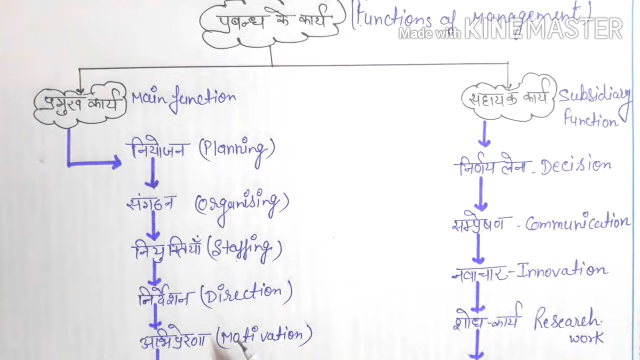 प्रबन्ध के कार्य (Functions of management)
Made with KINEMASTER
प्रमुख कार्य Main function
सहायक कार्य Subsidiary function
नियोजन (Planning)
निर्णय लेना - Decision
संगठन (Organising)
सम्प्रेषण - Communication
नियुक्तियाँ (Staffing)
नवाचार - Innovation
निर्देशन (Direction)
शोध - कार्य Research work
अभिप्रेरणा (Motivation)